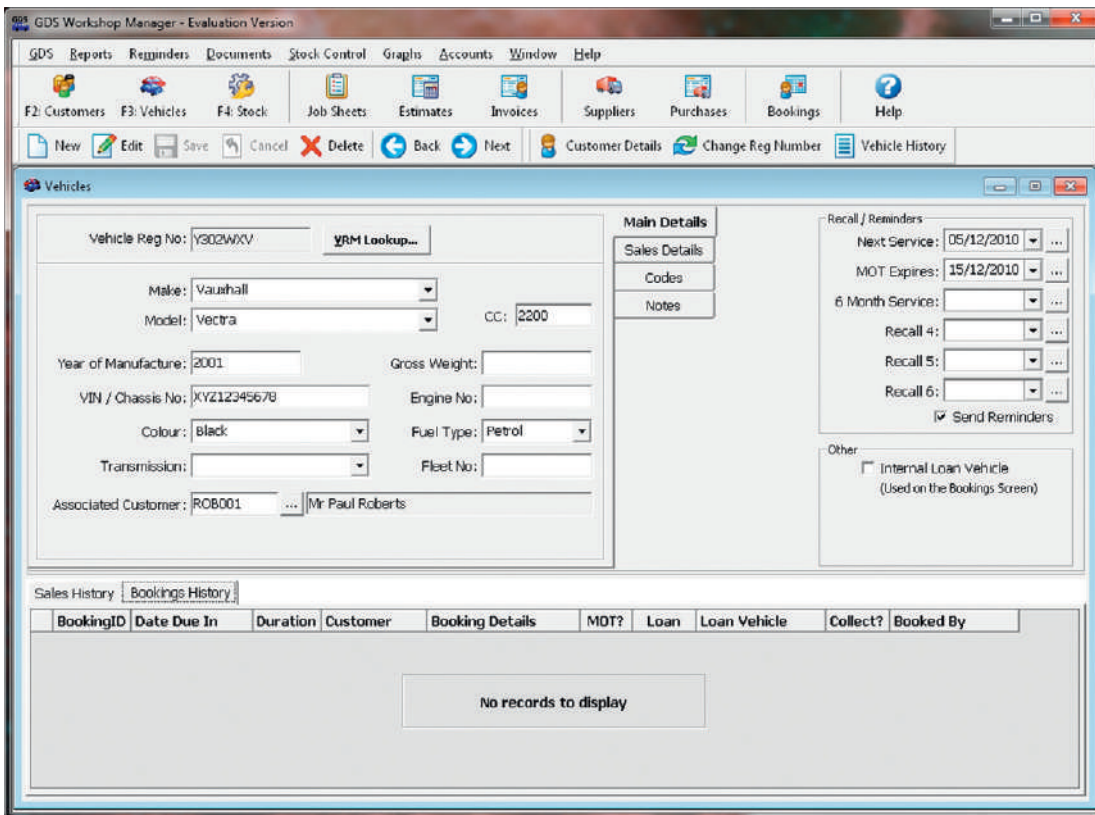 GDS Workshop Manager - Evaluation Version
GDS Reports Reminders Documents Stock Control Graphs Accounts Window Help
F2: Customers F3: Vehicles F4: Stock Job Sheets Estimates Invoices Suppliers Purchases Bookings Help
New Edit Save Cancel Delete Back Next Customer Details Change Reg Number Vehicle History
Vehicles
Vehicle Reg No: Y302WXV VRM Lookup...
Make: Vauxhall
Model: Vectra CC: 2200
Year of Manufacture: 2001 Gross Weight:
VIN / Chassis No: XYZ12345678 Engine No:
Colour: Black Fuel Type: Petrol
Transmission: Fleet No:
Associated Customer: ROB001 ... Mr Paul Roberts
Main Details
Sales Details
Codes
Notes
Recall / Reminders
Next Service: 05/12/2010 ...
MOT Expires: 15/12/2010 ...
6 Month Service: ...
Recall 4: ...
Recall 5: ...
Recall 6: ...
Send Reminders
Other
Internal Loan Vehicle
(Used on the Bookings Screen)
Sales History Bookings History
BookingID Date Due In Duration Customer Booking Details MOT? Loan Loan Vehicle Collect? Booked By
No records to display